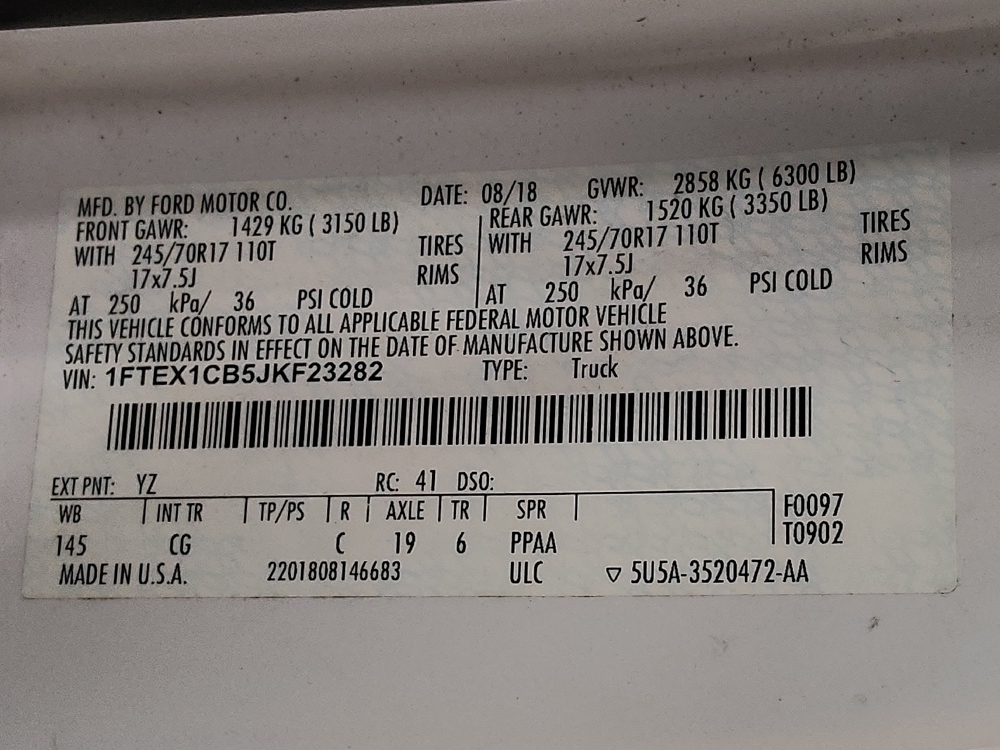 MFD. BY FORD MOTOR CO. DATE: 08/18 GVWR: 2858 KG ( 6300 LB)
FRONT GAWR: 1429 KG ( 3150 LB) REAR GAWR: 1520 KG ( 3350 LB)
WITH 245/70R17 110T TIRES WITH 245/70R17 110T TIRES
17x7.5J RIMS 17x7.5J RIMS
AT 250 kPa/ 36 PSI COLD AT 250 kPa/ 36 PSI COLD
THIS VEHICLE CONFORMS TO ALL APPLICABLE FEDERAL MOTOR VEHICLE
SAFETY STANDARDS IN EFFECT ON THE DATE OF MANUFACTURE SHOWN ABOVE.
VIN: 1FTEX1CB5JKF23282 TYPE: Truck
EXT PNT: YZ RC: 41 DSO:
WB INT TR TP/PS R AXLE TR SPR F0097
145 CG C 19 6 PPAA T0902
MADE IN U.S.A. 2201808146683 ULC ▽ 5U5A-3520472-AA